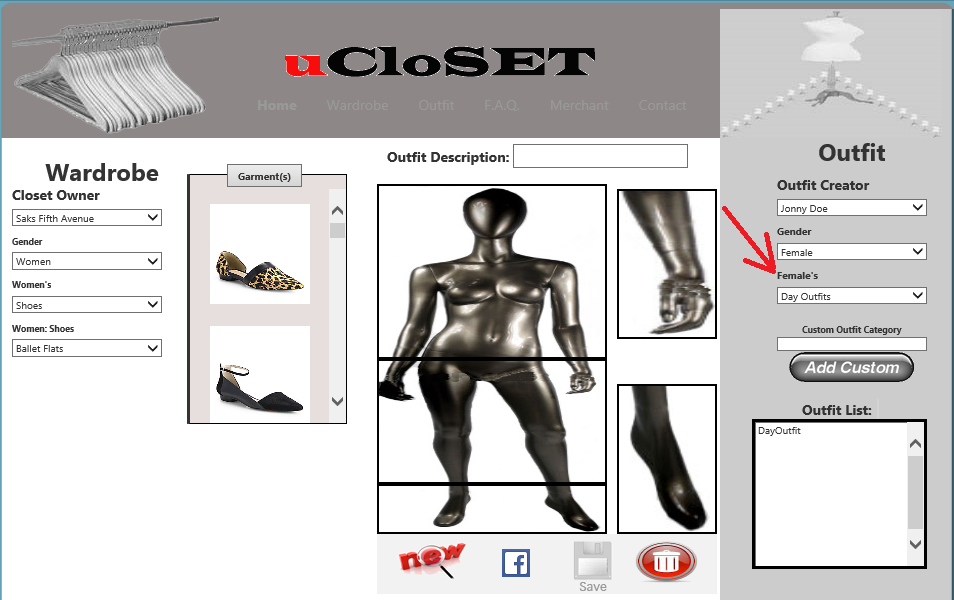 uCloSET
Home Wardrobe Outfit F.A.Q. Merchant Contact
Wardrobe
Closet Owner
Saks Fifth Avenue
Gender
Women
Women's
Shoes
Women: Shoes
Ballet Flats
Garment(s)
Outfit Description:
new
f
Save
Outfit
Outfit Creator
Jonny Doe
Gender
Female
Female's
Day Outfits
Custom Outfit Category
Add Custom
Outfit List:
DayOutfit